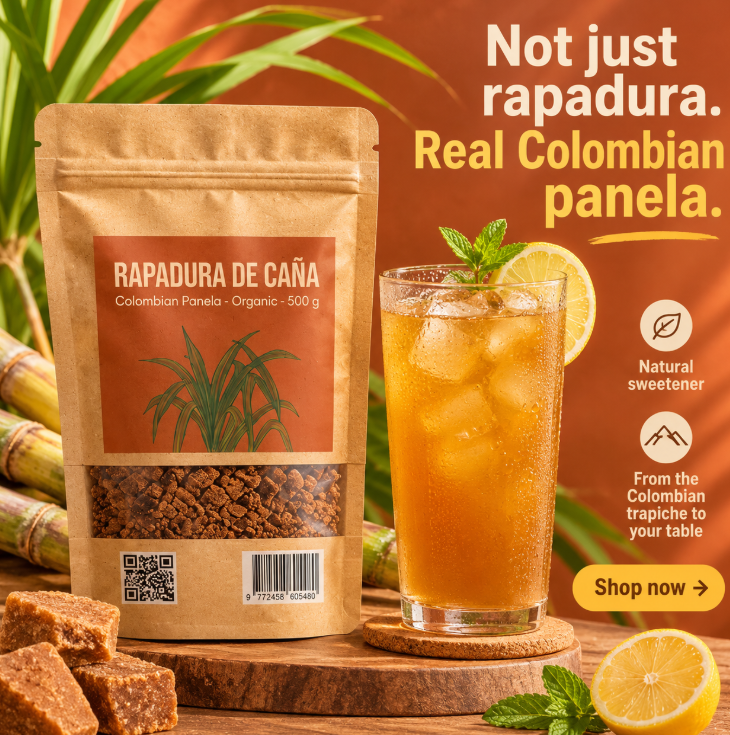 Not just
rapadura.
Real Colombian
panela.
RAPADURA DE CAÑA
Colombian Panela - Organic - 500 g
Natural
sweetener
From the
Colombian
trapiche to
your table
Shop now →
9 772458 605480